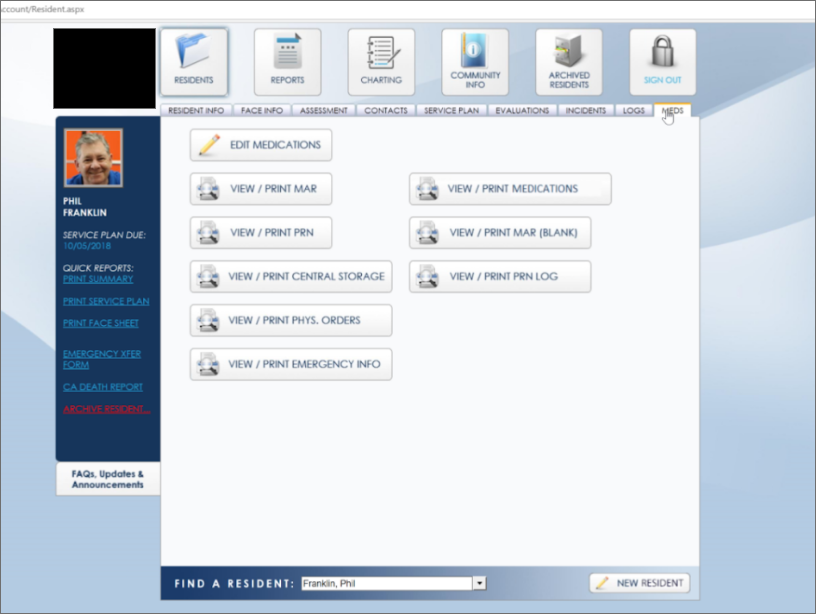 Account/Resident.aspx
RESIDENTS
REPORTS
CHARTING
COMMUNITY
INFO
ARCHIVED
RESIDENTS
SIGN OUT
RESIDENT INFO
FACE INFO
ASSESSMENT
CONTACTS
SERVICE PLAN
EVALUATIONS
INCIDENTS
LOGS
MEDS
PHIL
FRANKLIN
SERVICE PLAN DUE:
10/05/2018
QUICK REPORTS:
PRINT SUMMARY
PRINT SERVICE PLAN
PRINT FACE SHEET
EMERGENCY XFER
FORM
CA DEATH REPORT
ARCHIVE RESIDENT...
FAQs, Updates &
Announcements
EDIT MEDICATIONS
VIEW / PRINT MAR
VIEW / PRINT MEDICATIONS
VIEW / PRINT PRN
VIEW / PRINT MAR (BLANK)
VIEW / PRINT CENTRAL STORAGE
VIEW / PRINT PRN LOG
VIEW / PRINT PHYS. ORDERS
VIEW / PRINT EMERGENCY INFO
FIND A RESIDENT: Franklin, Phil
NEW RESIDENT